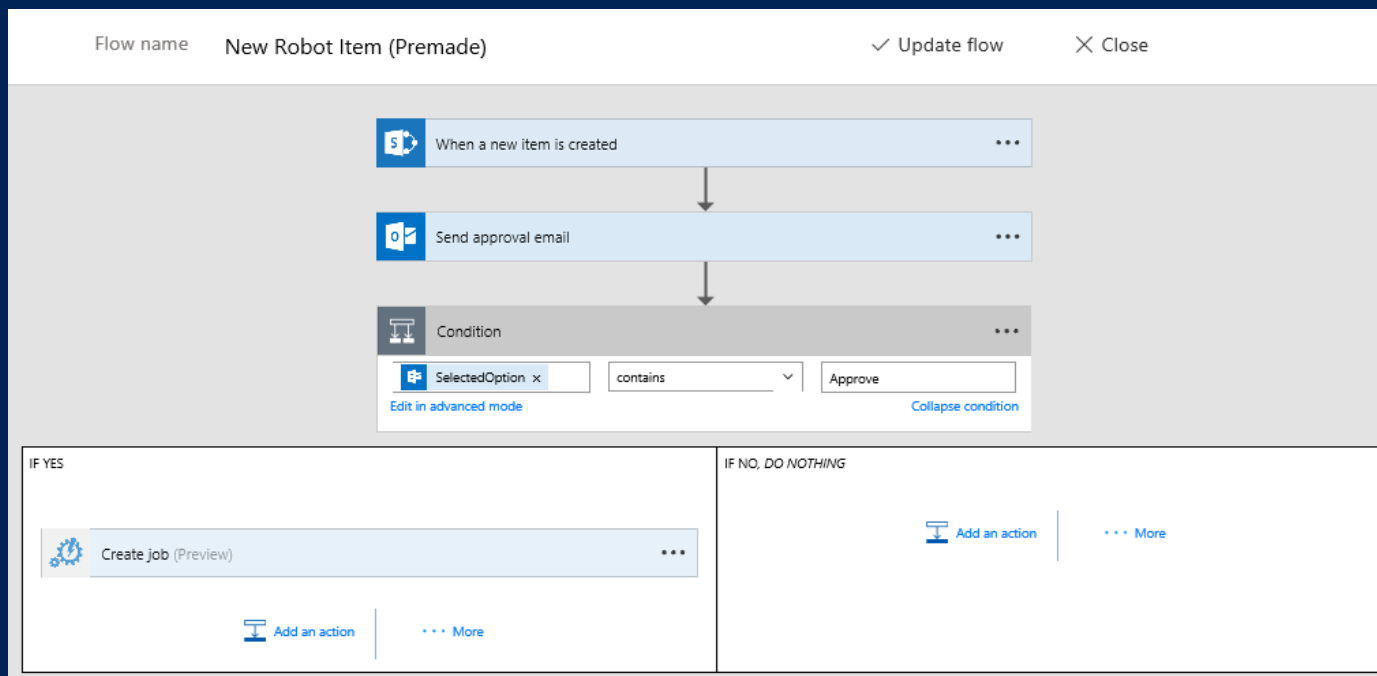 Flow name New Robot Item (Premade) Update flow Close
S When a new item is created
O Send approval email
Condition
SelectedOption x contains Approve
Edit in advanced mode Collapse condition
IF YES
Create job (Preview)
Add an action More
IF NO, DO NOTHING
Add an action More